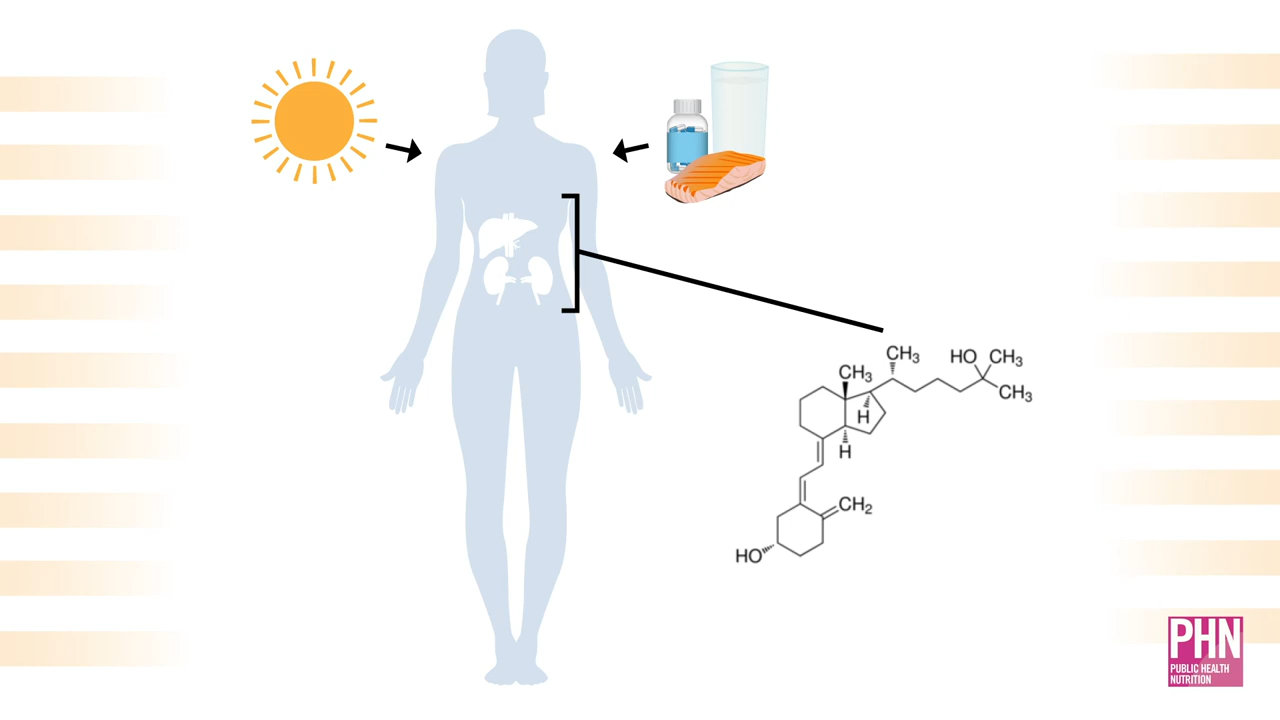 CH₃
HO
CH₃
CH₃
CH₃
H
H
CH₂
HO
PHN
PUBLIC HEALTH
NUTRITION